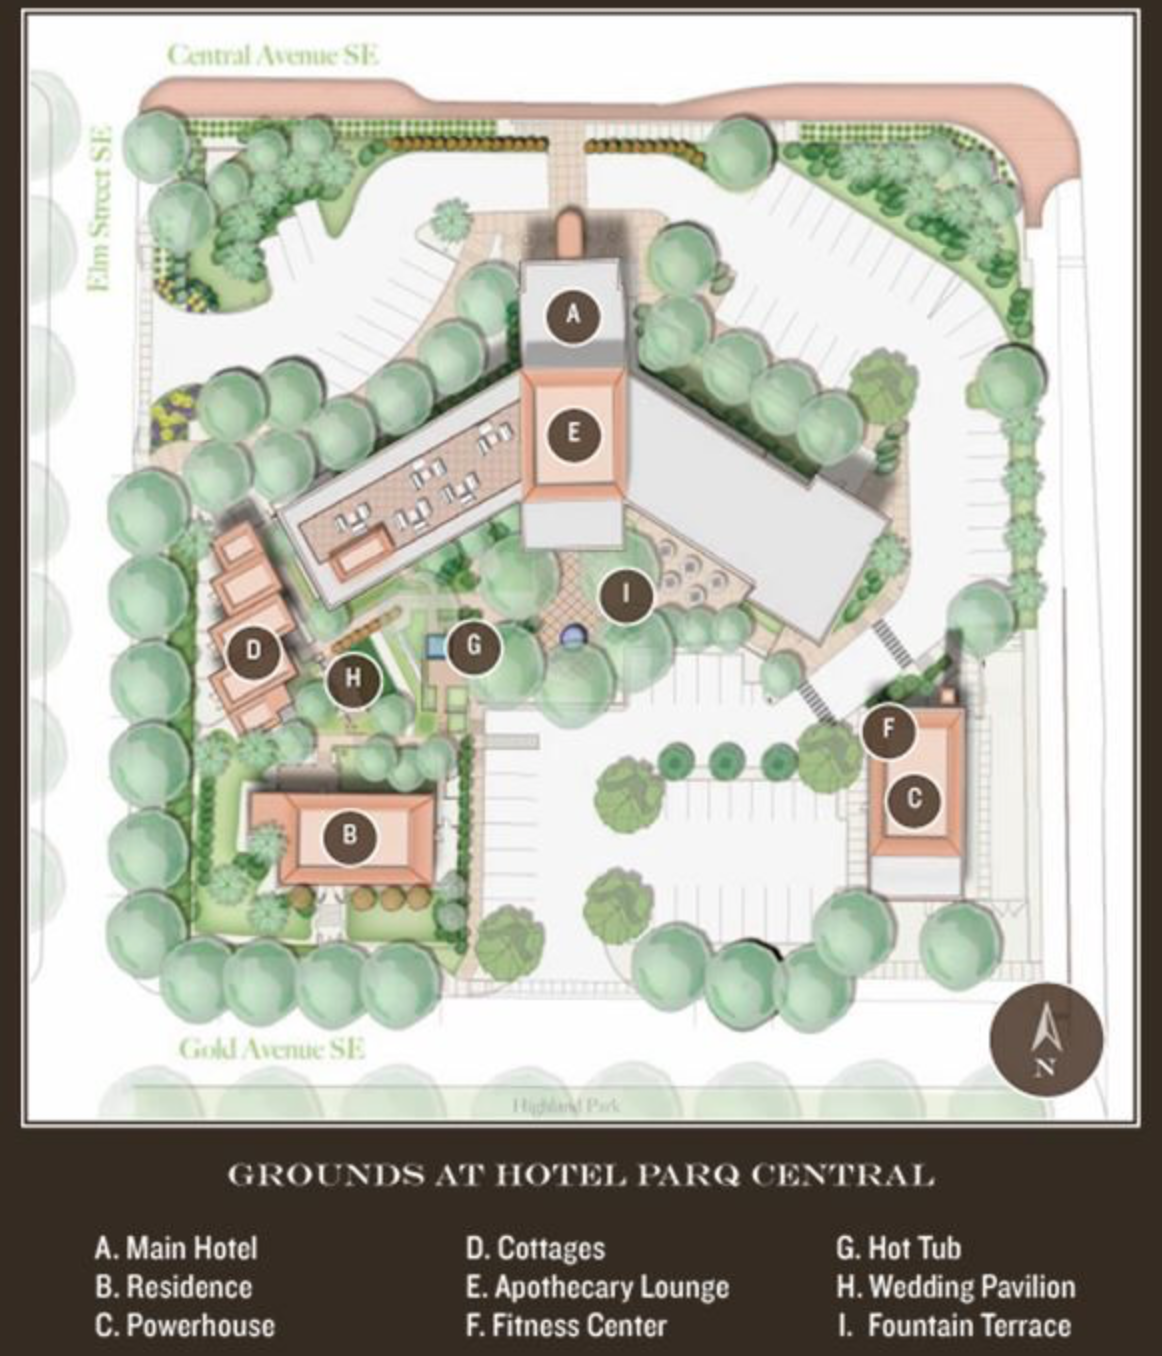 Central Avenue SE
Elm Street SE
A
E
I
G
D
H
F
C
B
N
Gold Avenue SE
Highland Park
GROUNDS AT HOTEL PARQ CENTRAL
A. Main Hotel
B. Residence
C. Powerhouse
D. Cottages
E. Apothecary Lounge
F. Fitness Center
G. Hot Tub
H. Wedding Pavilion
I. Fountain Terrace